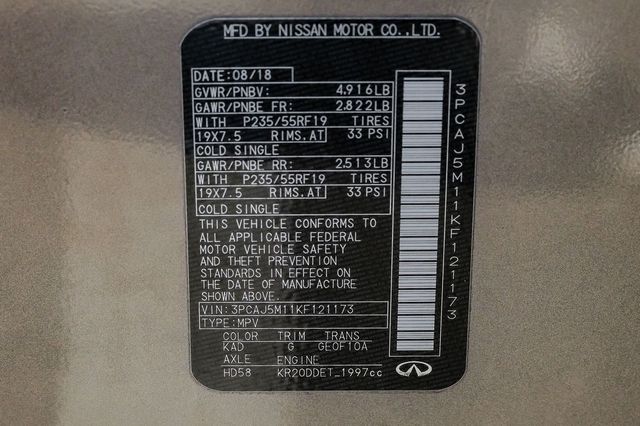 MFD BY NISSAN MOTOR CO.,LTD.
DATE:08/18
GVWR/PNBV: 4,916LB
GAWR/PNBE FR: 2,822LB
WITH P235/55RF19 TIRES
19X7.5 RIMS,AT 33 PSI
COLD SINGLE
GAWR/PNBE RR: 2,513LB
WITH P235/55RF19 TIRES
19X7.5 RIMS,AT 33 PSI
COLD SINGLE
THIS VEHICLE CONFORMS TO
ALL APPLICABLE FEDERAL
MOTOR VEHICLE SAFETY
AND THEFT PREVENTION
STANDARDS IN EFFECT ON
THE DATE OF MANUFACTURE
SHOWN ABOVE.
VIN:3PCAJ5M11KF121173
TYPE:MPV
COLOR TRIM TRANS
KAD G GE0F10A
AXLE ENGINE
HD58 KR20DDET_1997cc
3PCAJ5M11KF121173